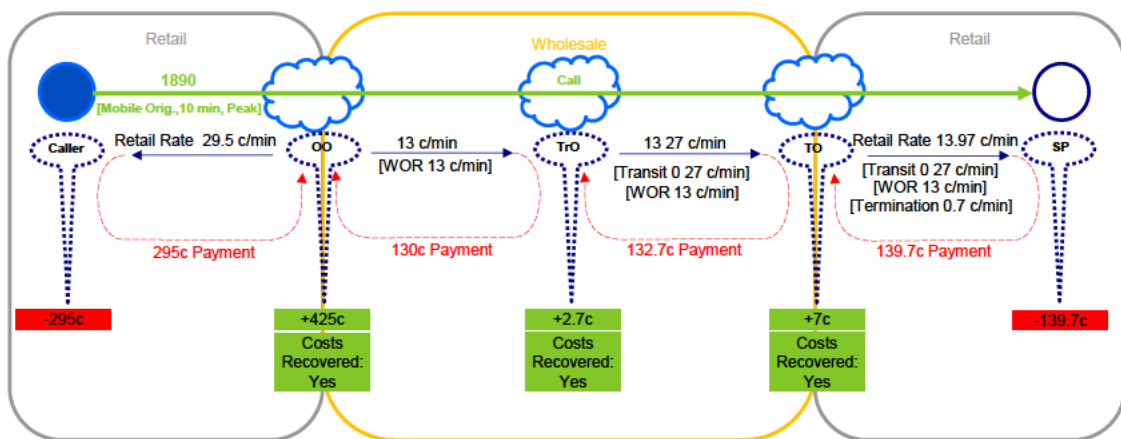 Retail
Wholesale
Retail
1890
Call
[Mobile Orig.,10 min, Peak]
Caller
Retail Rate 29.5 c/min
OO
13 c/min
[WOR 13 c/min]
TrO
13 27 c/min
[Transit 0 27 c/min]
[WOR 13 c/min]
TO
Retail Rate 13.97 c/min
[Transit 0 27 c/min]
[WOR 13 c/min]
[Termination 0.7 c/min]
SP
295c Payment
130c Payment
132.7c Payment
139.7c Payment
-295c
+425c
+2.7c
+7c
-139.7c
Costs
Recovered:
Yes
Costs
Recovered:
Yes
Costs
Recovered:
Yes